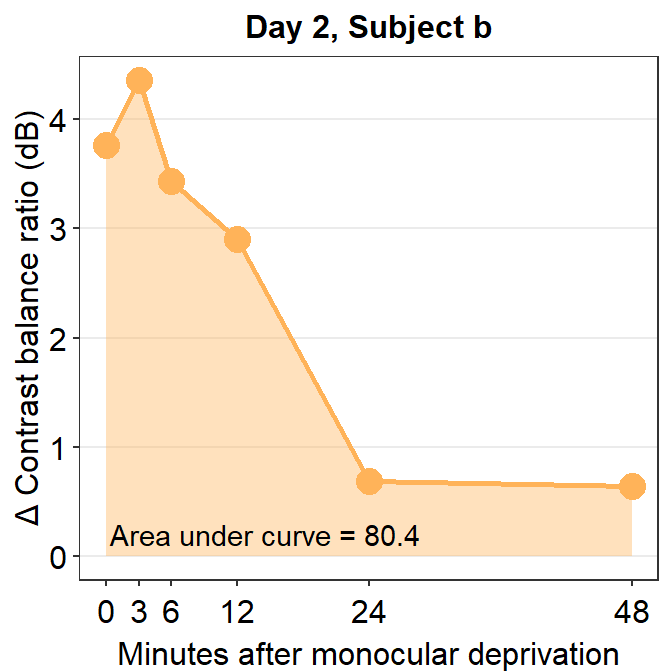 Day 2, Subject b
Δ Contrast balance ratio (dB)
4
3
2
1
0
Area under curve = 80.4
0 3 6 12 24 48
Minutes after monocular deprivation